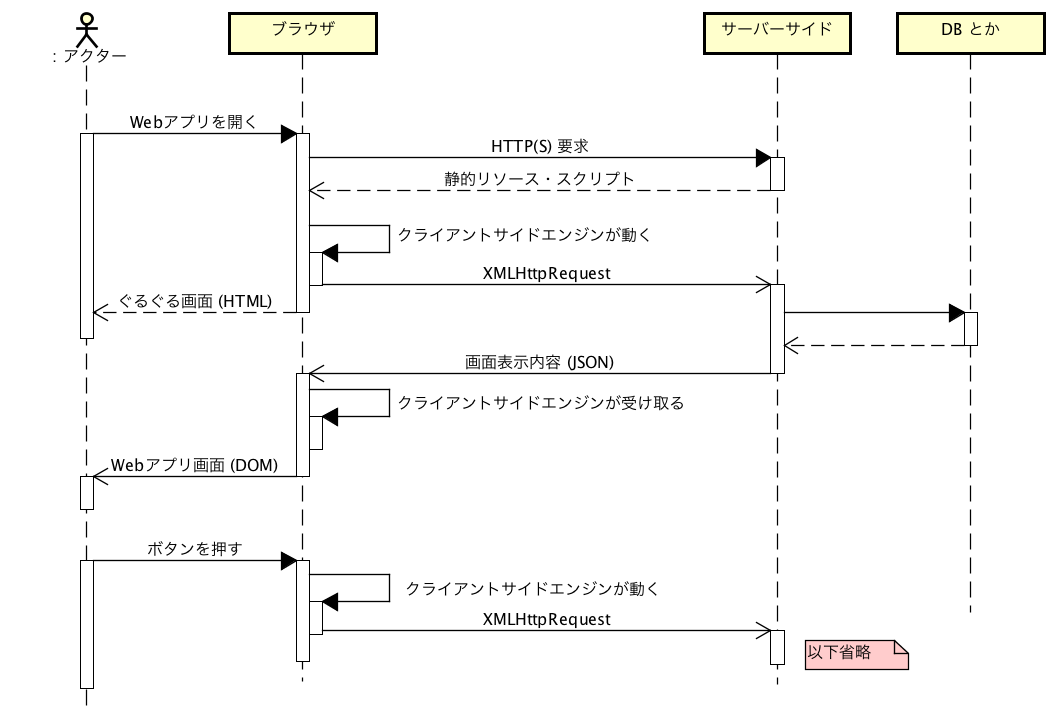 : アクター
ブラウザ
サーバーサイド
DB とか
Webアプリを開く
HTTP(S) 要求
静的リソース・スクリプト
クライアントサイドエンジンが動く
XMLHttpRequest
ぐるぐる画面 (HTML)
画面表示内容 (JSON)
クライアントサイドエンジンが受け取る
Webアプリ画面 (DOM)
ボタンを押す
クライアントサイドエンジンが動く
XMLHttpRequest
以下省略